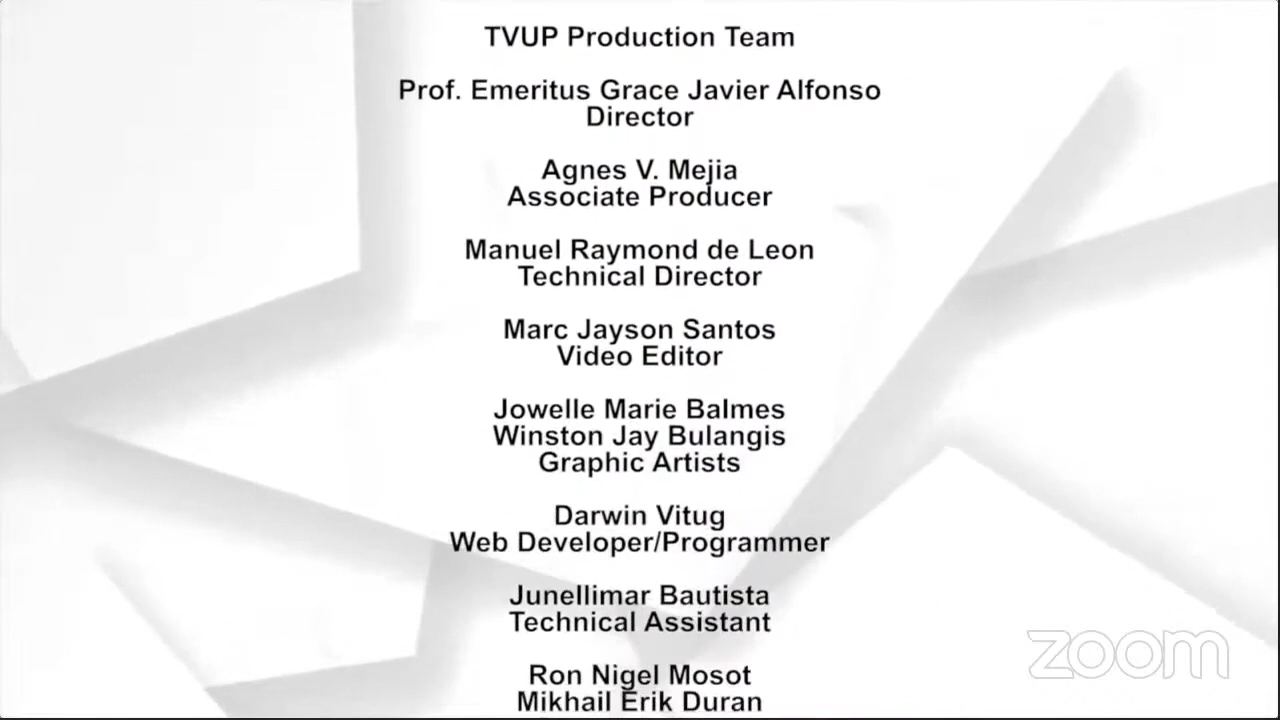 TVUP Production Team
Prof. Emeritus Grace Javier Alfonso
Director
Agnes V. Mejia
Associate Producer
Manuel Raymond de Leon
Technical Director
Marc Jayson Santos
Video Editor
Jowelle Marie Balmes
Winston Jay Bulangis
Graphic Artists
Darwin Vitug
Web Developer/Programmer
Junellimar Bautista
Technical Assistant
Ron Nigel Mosot
Mikhail Erik Duran
zoom